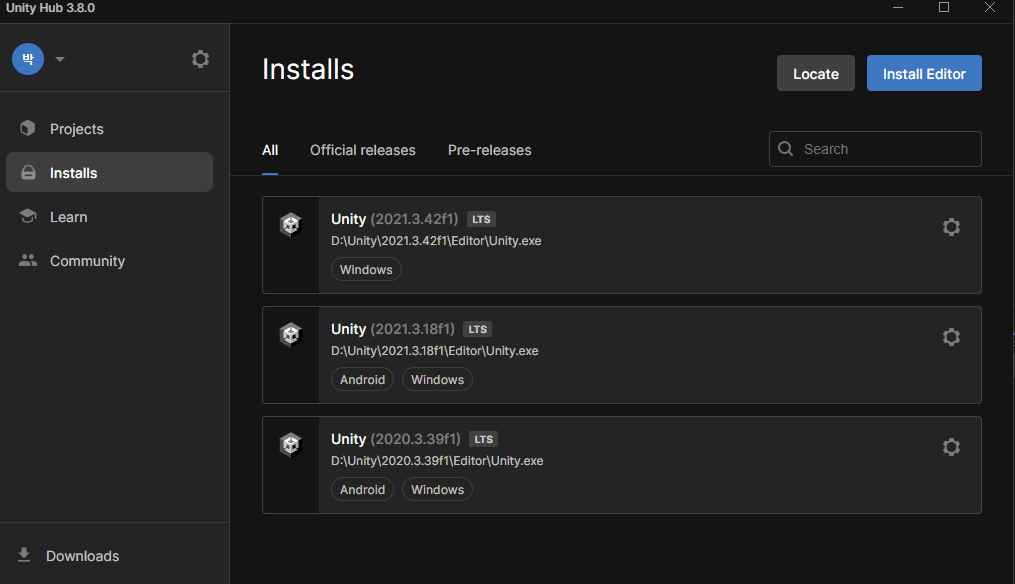 Unity Hub 3.8.0
박
Projects
Installs
Learn
Community
Downloads
Installs
Locate
Install Editor
All
Official releases
Pre-releases
Search
Unity (2021.3.42f1) LTS
D:\Unity\2021.3.42f1\Editor\Unity.exe
Windows
Unity (2021.3.18f1) LTS
D:\Unity\2021.3.18f1\Editor\Unity.exe
Android Windows
Unity (2020.3.39f1) LTS
D:\Unity\2020.3.39f1\Editor\Unity.exe
Android Windows